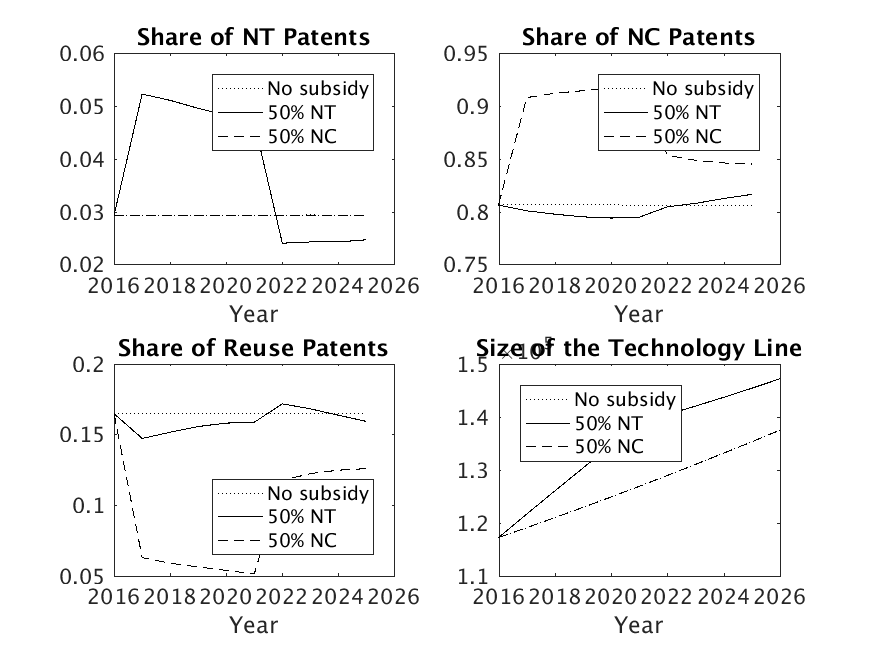 Share of NT Patents
0.06
0.05
0.04
0.03
0.02
No subsidy
50% NT
50% NC
2016 2018 2020 2022 2024 2026
Year
Share of NC Patents
0.95
0.9
0.85
0.8
0.75
No subsidy
50% NT
50% NC
2016 2018 2020 2022 2024 2026
Year
Share of Reuse Patents
0.2
0.15
0.1
0.05
No subsidy
50% NT
50% NC
2016 2018 2020 2022 2024 2026
Year
Size of the Technology Line
1.5
1.4
1.3
1.2
1.1
No subsidy
50% NT
50% NC
2016 2018 2020 2022 2024 2026
Year